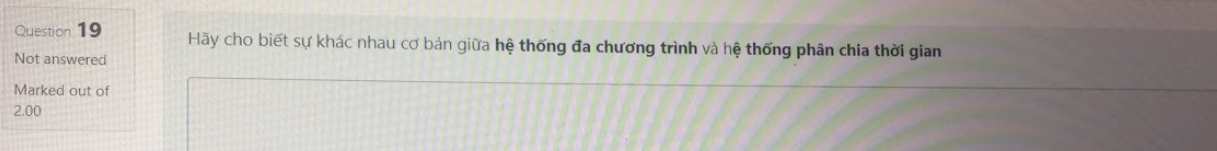 Question 19
Not answered
Marked out of
2.00
Hãy cho biết sự khác nhau cơ bản giữa hệ thống đa chương trình và hệ thống phân chia thời gian